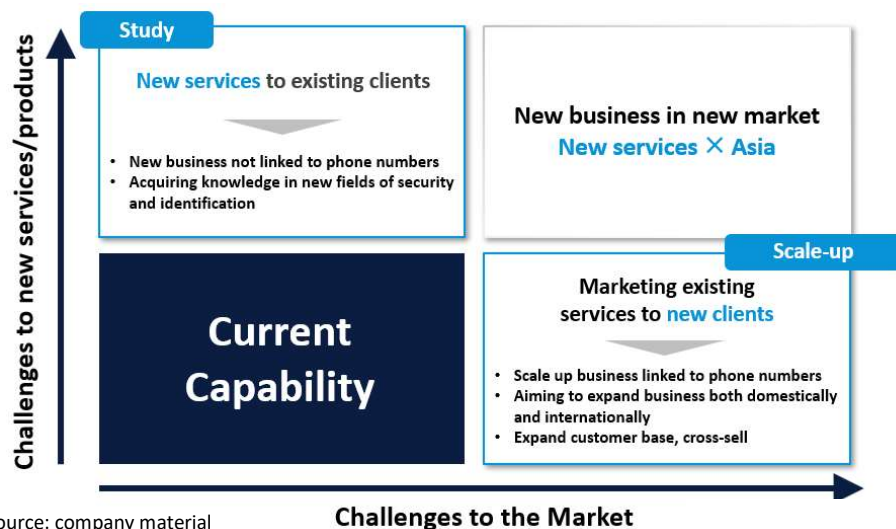 Challenges to new services/products
Study
New services to existing clients
• New business not linked to phone numbers
• Acquiring knowledge in new fields of security
and identification
New business in new market
New services × Asia
Current
Capability
Scale-up
Marketing existing
services to new clients
• Scale up business linked to phone numbers
• Aiming to expand business both domestically
and internationally
• Expand customer base, cross-sell
Challenges to the Market
ource: company material